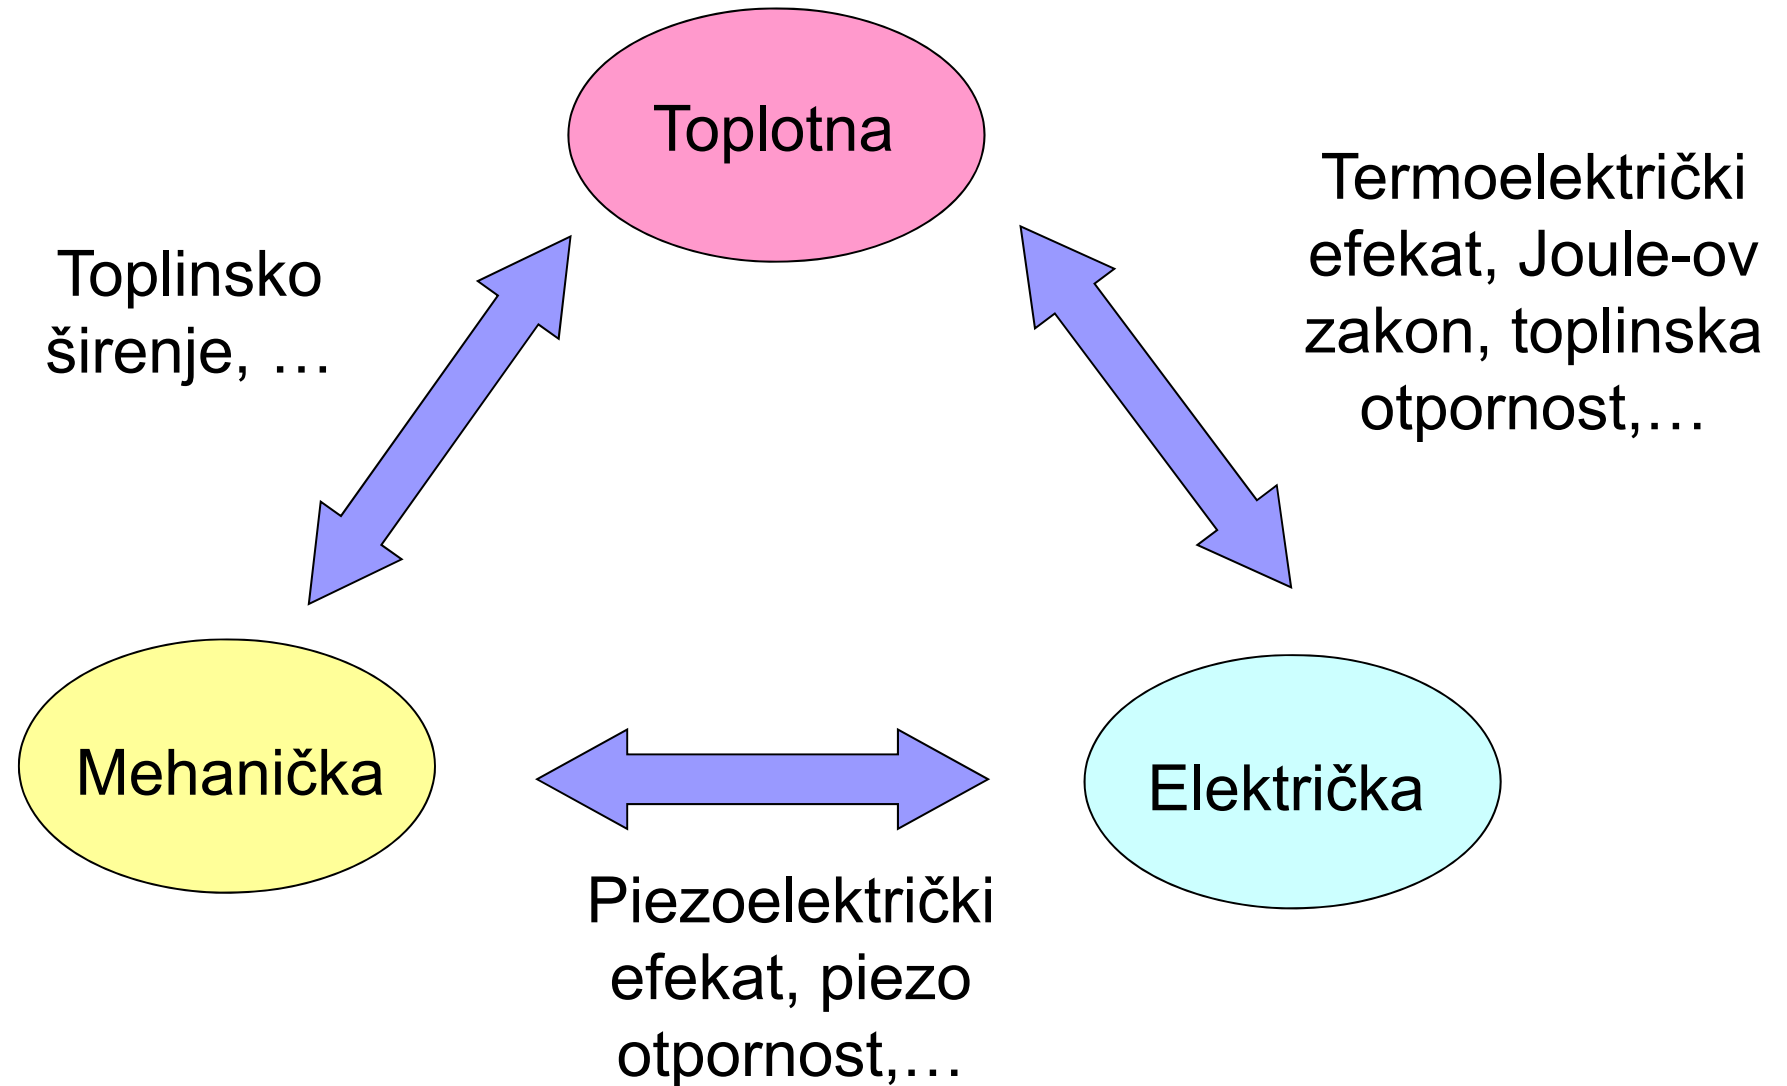 Toplotna
Toplinsko
širenje, …
Termoelektrički
efekat, Joule-ov
zakon, toplinska
otpornost,…
Mehanička
Električka
Piezoelektrički
efekat, piezo
otpornost,…